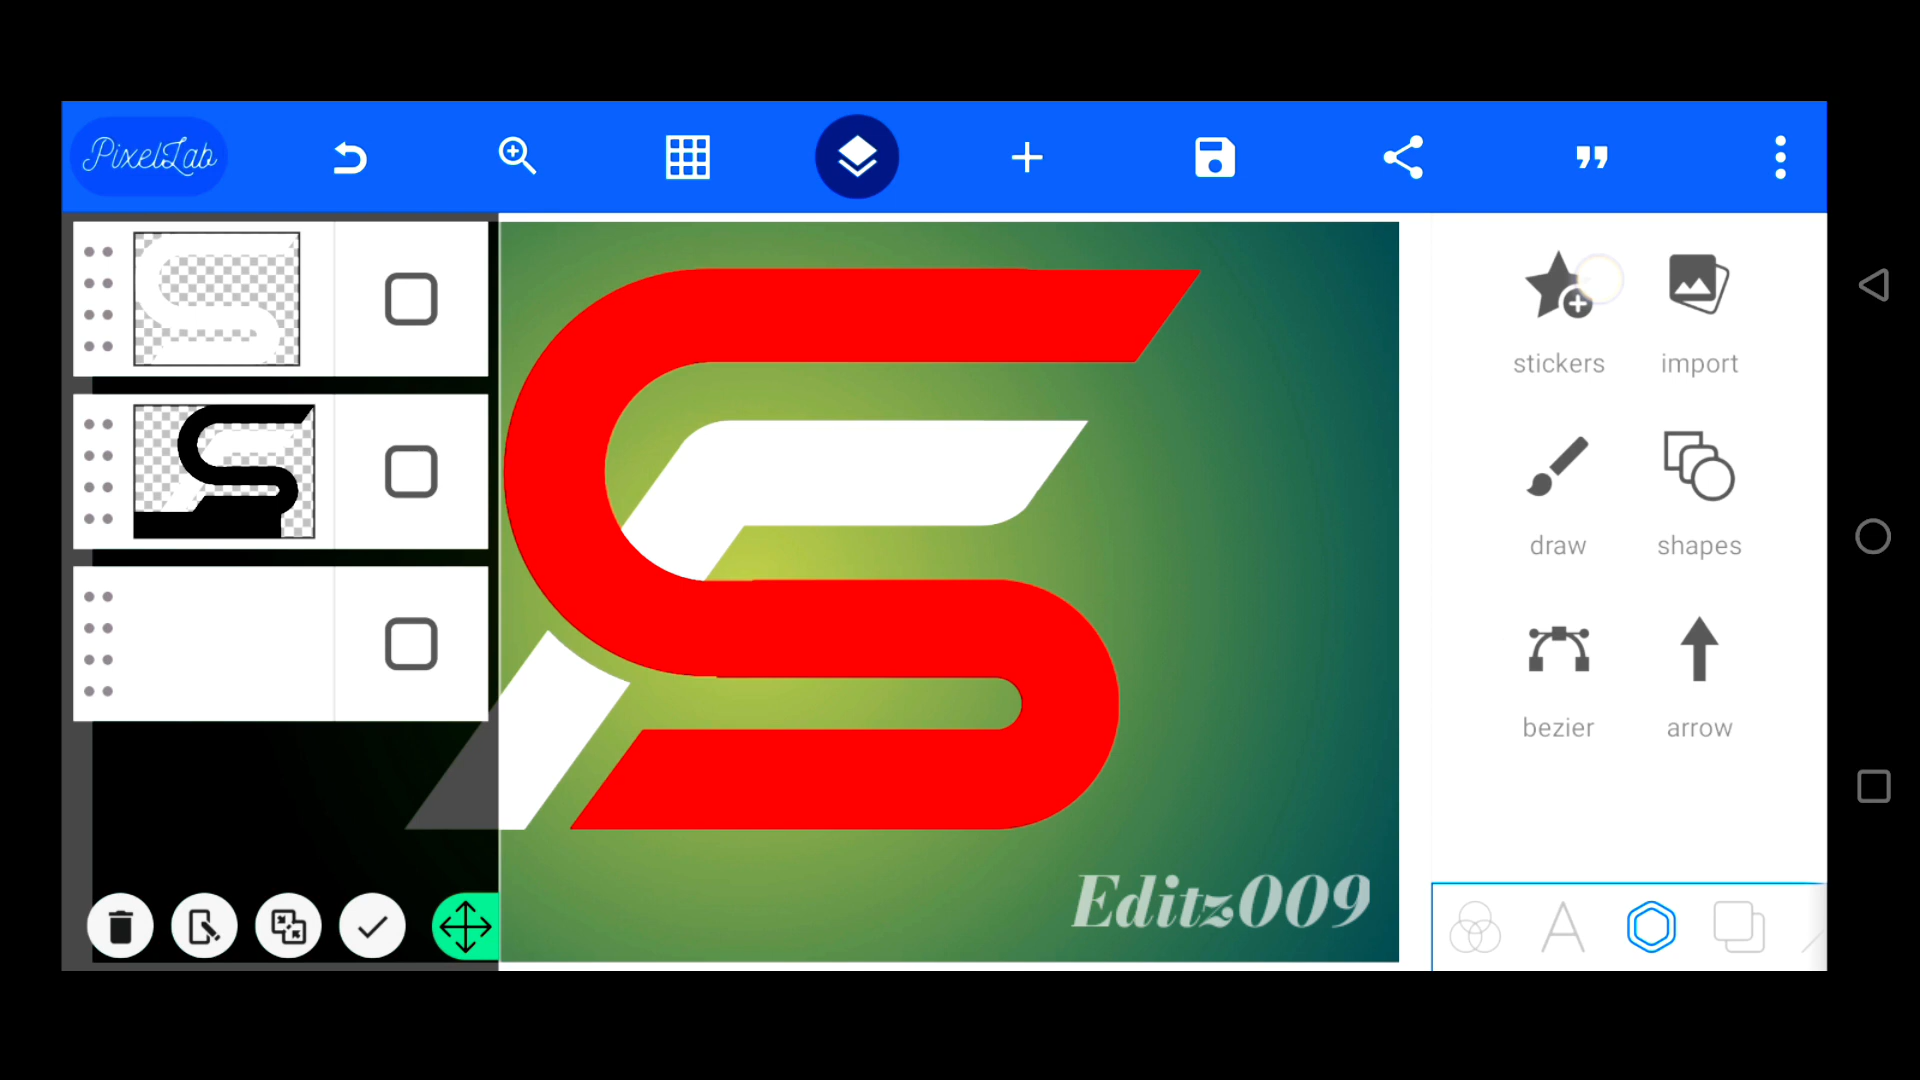 PixelLab
stickers
import
draw
shapes
bezier
arrow
Editz009